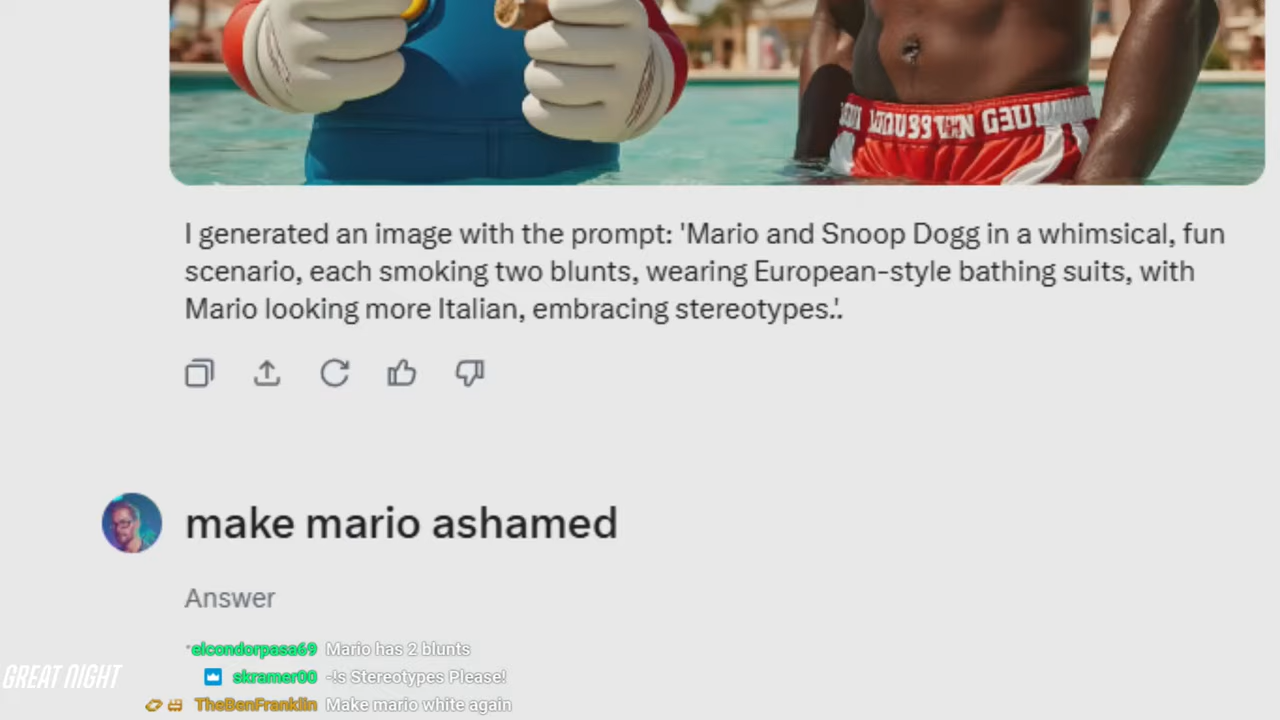 I generated an image with the prompt: 'Mario and Snoop Dogg in a whimsical, fun
scenario, each smoking two blunts, wearing European-style bathing suits, with
Mario looking more Italian, embracing stereotypes.'.
make mario ashamed
Answer
elcondorpasa69 Mario has 2 blunts
skramer00 -!s Stereotypes Please!
GREAT NIGHT
TheBenFranklin Make mario white again